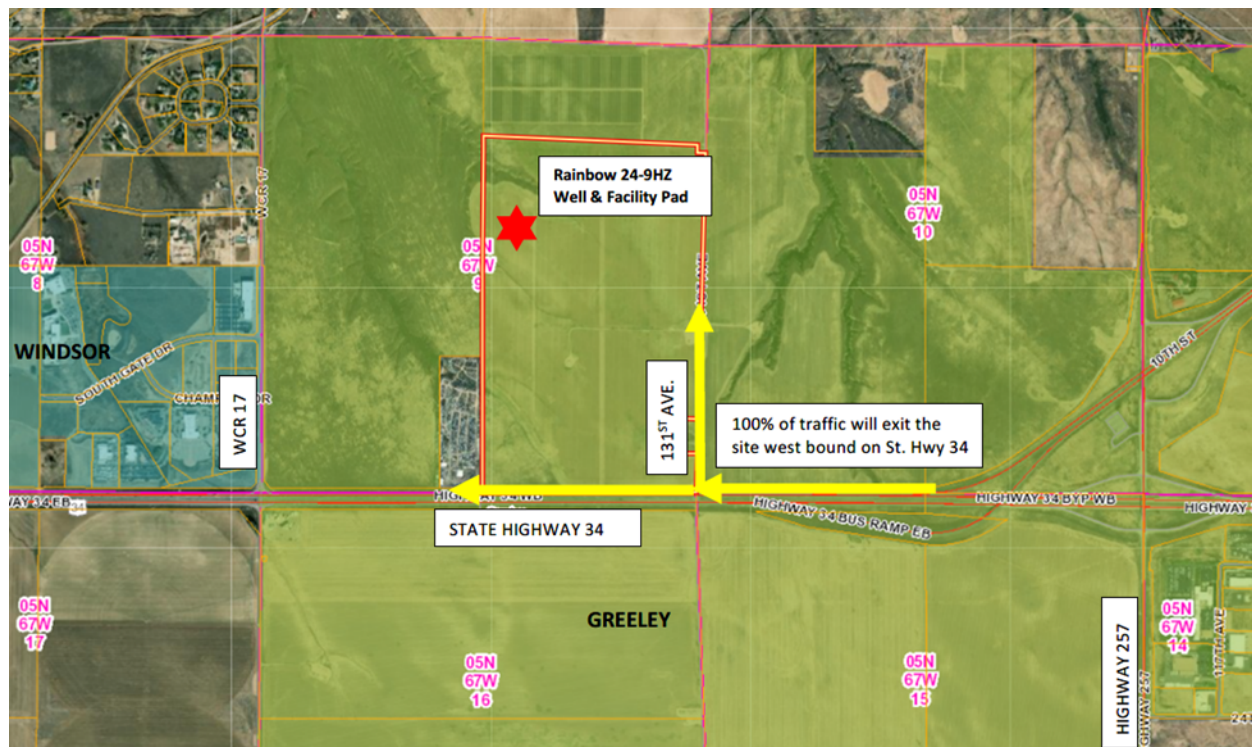 Rainbow 24-9HZ
Well & Facility Pad
05N
67W
8
05N
67W
9
05N
67W
10
WCR 17
WINDSOR
SOUTH GATE DR
WCR 17
131ST AVE.
100% of traffic will exit the
site west bound on St. Hwy 34
10TH ST
34
HIGHWAY 34 WB
HIGHWAY 34 BYP WB
HIGHWAY 34 BUS RAMP EB
STATE HIGHWAY 34
GREELEY
05N
67W
17
05N
67W
16
05N
67W
15
05N
67W
14
HIGHWAY 257
117TH AVE